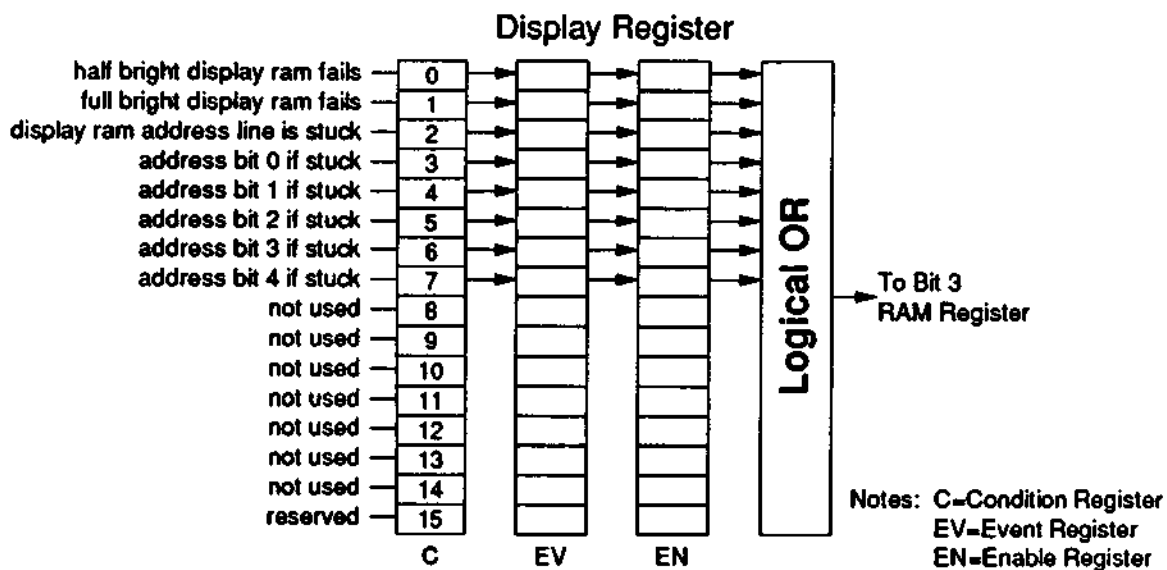 Display Register
half bright display ram fails 0
full bright display ram fails 1
display ram address line is stuck 2
address bit 0 if stuck 3
address bit 1 if stuck 4
address bit 2 if stuck 5
address bit 3 if stuck 6
address bit 4 if stuck 7
not used 8
not used 9
not used 10
not used 11
not used 12
not used 13
not used 14
reserved 15
C EV EN
Logical OR
To Bit 3
RAM Register
Notes: C=Condition Register
EV=Event Register
EN=Enable Register